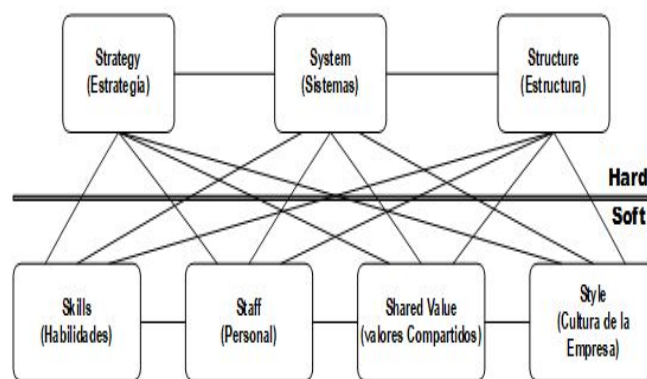 Strategy
(Estrategia)
System
(Sistemas)
Structure
(Estructura)
Hard
Soft
Skills
(Habilidades)
Staff
(Personal)
Shared Value
(valores Compartidos)
Style
(Cultura de la
Empresa)